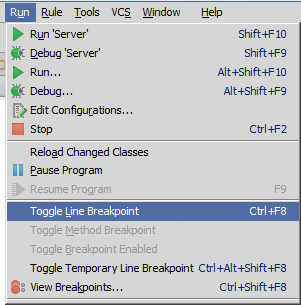 Run Rule Tools VCS Window Help
Run 'Server' Shift+F10
Debug 'Server' Shift+F9
Run... Alt+Shift+F10
Debug... Alt+Shift+F9
Edit Configurations...
Stop Ctrl+F2
Reload Changed Classes
Pause Program
Resume Program F9
Toggle Line Breakpoint Ctrl+F8
Toggle Method Breakpoint
Toggle Breakpoint Enabled
Toggle Temporary Line Breakpoint Ctrl+Alt+Shift+F8
View Breakpoints... Ctrl+Shift+F8